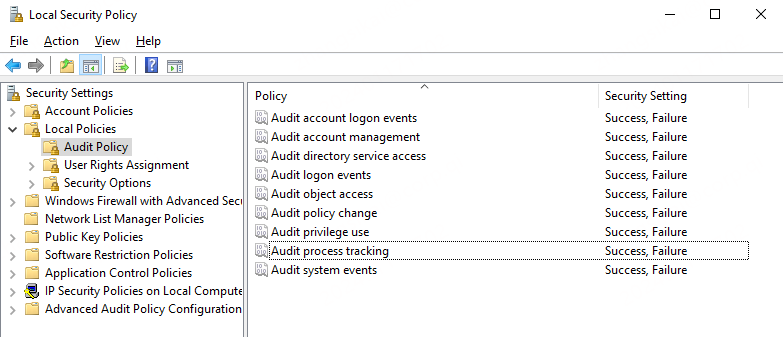 Local Security Policy
File Action View Help
Security Settings
Account Policies
Local Policies
Audit Policy
User Rights Assignment
Security Options
Windows Firewall with Advanced Secu
Network List Manager Policies
Public Key Policies
Software Restriction Policies
Application Control Policies
IP Security Policies on Local Compute
Advanced Audit Policy Configuration
Policy Security Setting
Audit account logon events Success, Failure
Audit account management Success, Failure
Audit directory service access Success, Failure
Audit logon events Success, Failure
Audit object access Success, Failure
Audit policy change Success, Failure
Audit privilege use Success, Failure
Audit process tracking Success, Failure
Audit system events Success, Failure